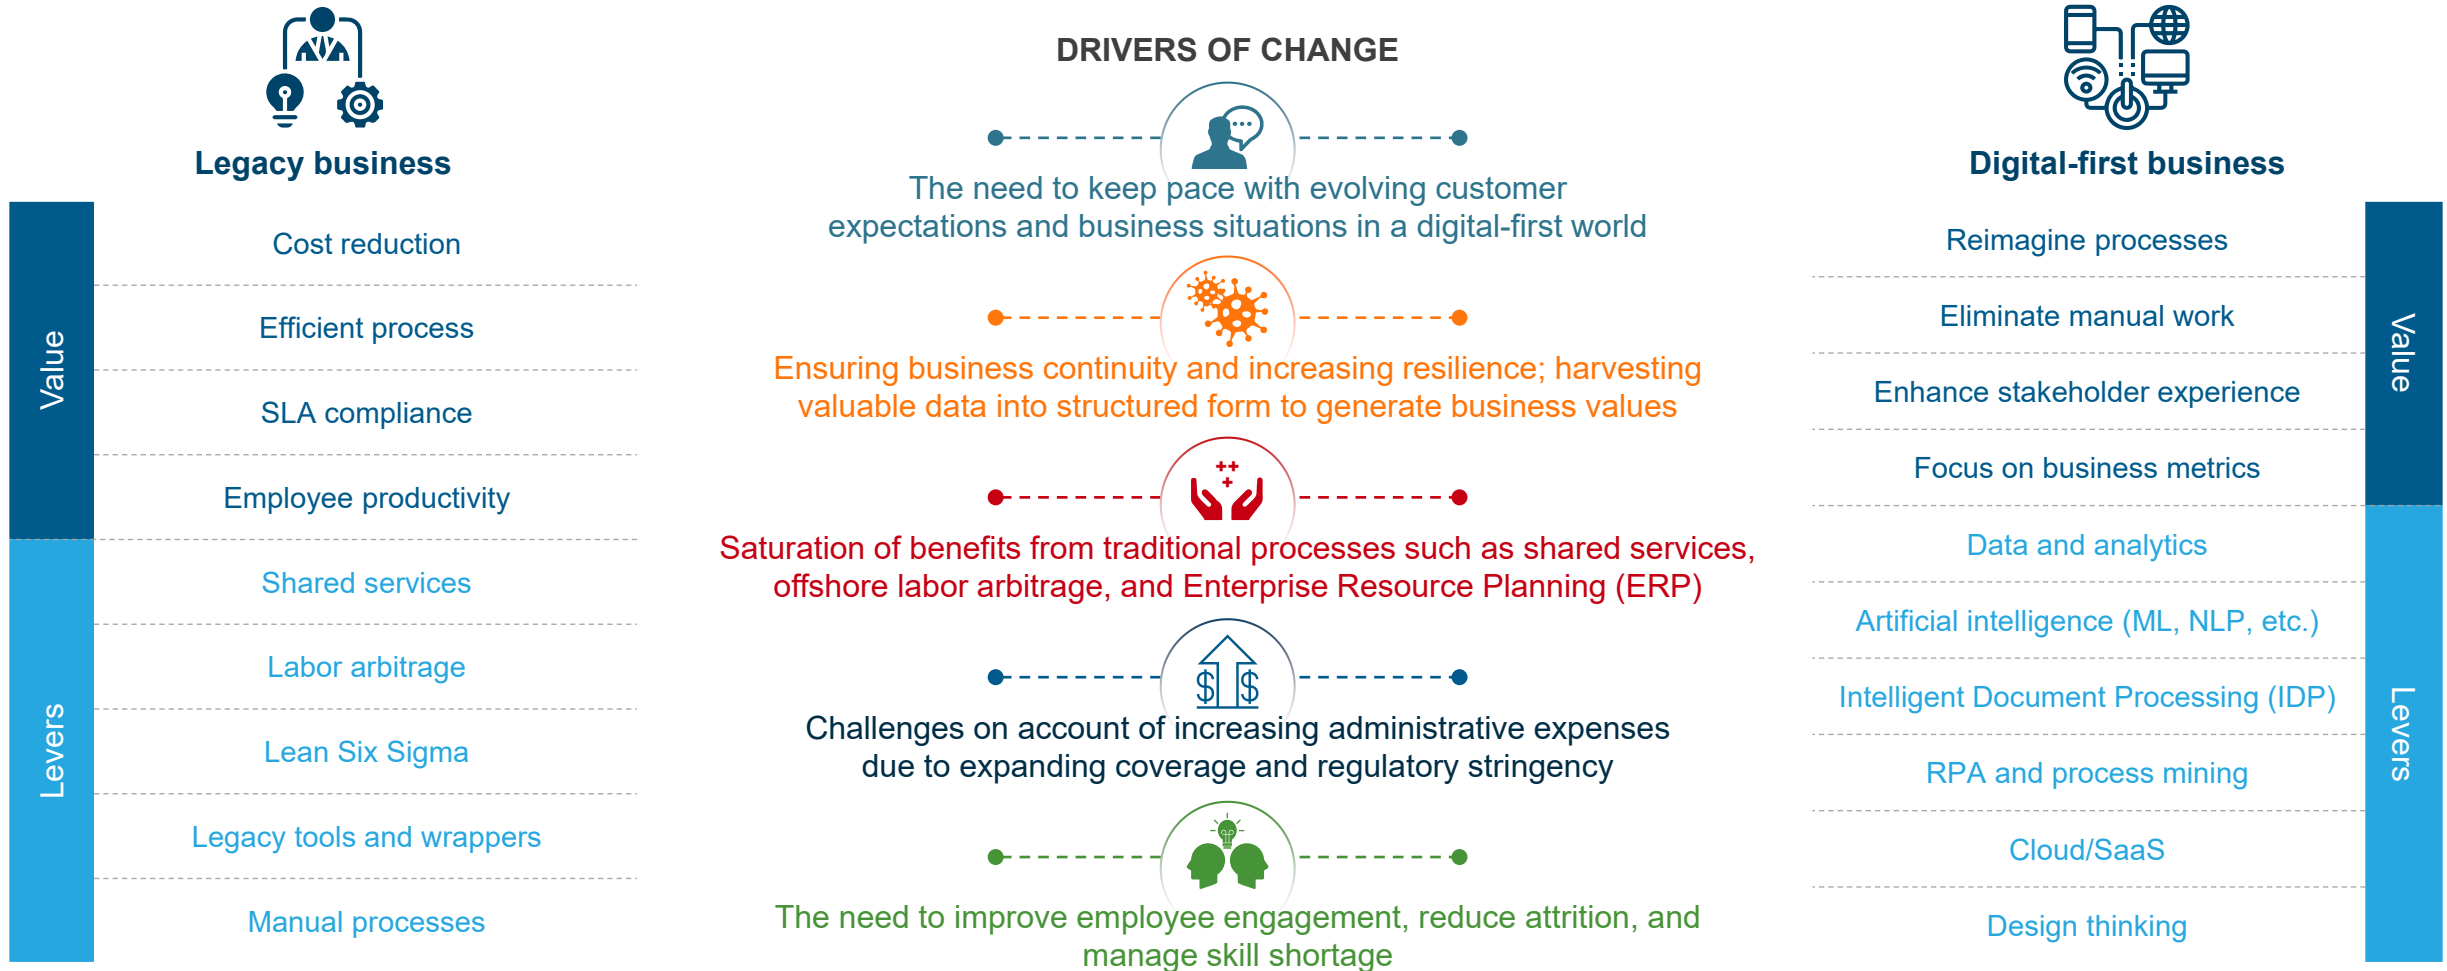 Legacy business
Value
Cost reduction
Efficient process
SLA compliance
Employee productivity
Levers
Shared services
Labor arbitrage
Lean Six Sigma
Legacy tools and wrappers
Manual processes
DRIVERS OF CHANGE
The need to keep pace with evolving customer
expectations and business situations in a digital-first world
Ensuring business continuity and increasing resilience; harvesting
valuable data into structured form to generate business values
Saturation of benefits from traditional processes such as shared services,
offshore labor arbitrage, and Enterprise Resource Planning (ERP)
$ $
Challenges on account of increasing administrative expenses
due to expanding coverage and regulatory stringency
The need to improve employee engagement, reduce attrition, and
manage skill shortage
Digital-first business
Value
Reimagine processes
Eliminate manual work
Enhance stakeholder experience
Focus on business metrics
Levers
Data and analytics
Artificial intelligence (ML, NLP, etc.)
Intelligent Document Processing (IDP)
RPA and process mining
Cloud/SaaS
Design thinking